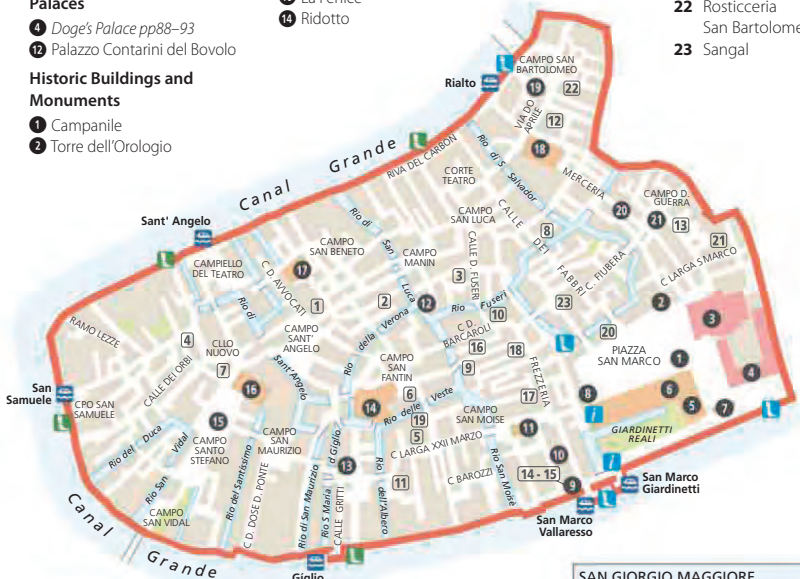 Palaces
4 Doge's Palace pp88–93
12 Palazzo Contarini del Bovolo
Historic Buildings and
Monuments
1 Campanile
2 Torre dell'Orologio
La Fenice
14 Ridotto
22 Rosticceria
San Bartolome
23 Sangal
CAMPO SAN
BARTOLOMEO
Rialto
19
22
VIA DO
APRILE
12
18
Canal Grande
RIVA DEL CARBON
Rio di S. Salvador
MERCERIA
CORTE
TEATRO
CAMPO D.
GUERRA
20
21
13
21
CAMPO
SAN LUCA
CALLE DEI FABBRI
8
C. FIUBERA
C LARGA S MARCO
Sant' Angelo
Rio di San Luca
CAMPO
SAN BENETO
CAMPO
MANIN
CALLE D. FUSERI
CAMPIELLO
DEL TEATRO
C D. AVVOCATI
17
3
Rio di
1
2
12
Rio Fuseri
10
23
2
3
RAMO LEZZE
4
CLLO
NUOVO
7
CAMPO
SANT'
ANGELO
Rio della Verona
C D.
BARCAROLI
16
18
20
PIAZZA
SAN MARCO
1
4
CALLE DEI ORBI
Sant'Angelo
CAMPO
SAN
FANTIN
9
FREZZERIA
San
Samuele
CPO SAN
SAMUELE
16
14
6
Rio delle Veste
17
8
6
5
7
15
19
5
CAMPO
SAN MOISE
11
GIARDINETTI
REALI
Rio del Duca
CAMPO
SANTO
STEFANO
CAMPO
SAN
MAURIZIO
C LARGA XXII MARZO
10
Rio San Vidal
13
11
C BAROZZI
Rio San Moisè
14 - 15
9
San Marco
Giardinetti
CAMPO
SAN VIDAL
Rio del Santissimo
C D. DOSE D. PONTE
Rio di San Maurizio
Rio S Maria d Giglio
CALLE GRITTI
Rio dell'Albero
San Marco
Vallaresso
Canal Grande
Giglio
SAN GIORGIO MAGGIORE